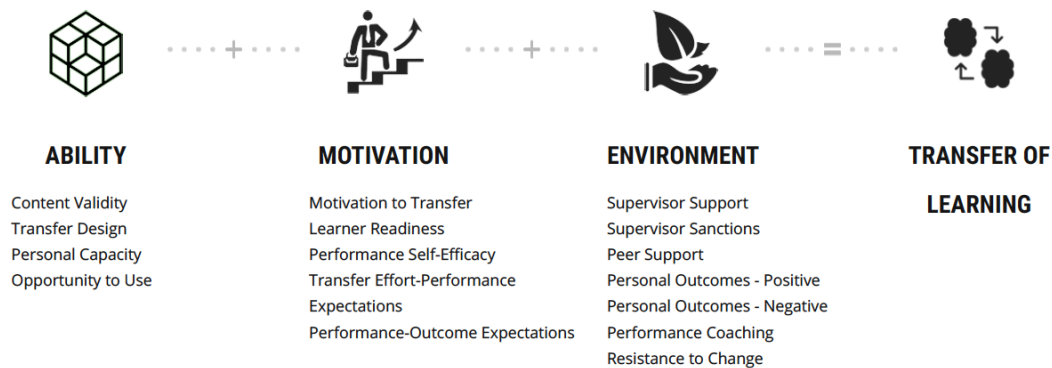 ABILITY
Content Validity
Transfer Design
Personal Capacity
Opportunity to Use
MOTIVATION
Motivation to Transfer
Learner Readiness
Performance Self-Efficacy
Transfer Effort-Performance
Expectations
Performance-Outcome Expectations
ENVIRONMENT
Supervisor Support
Supervisor Sanctions
Peer Support
Personal Outcomes - Positive
Personal Outcomes - Negative
Performance Coaching
Resistance to Change
TRANSFER OF
LEARNING